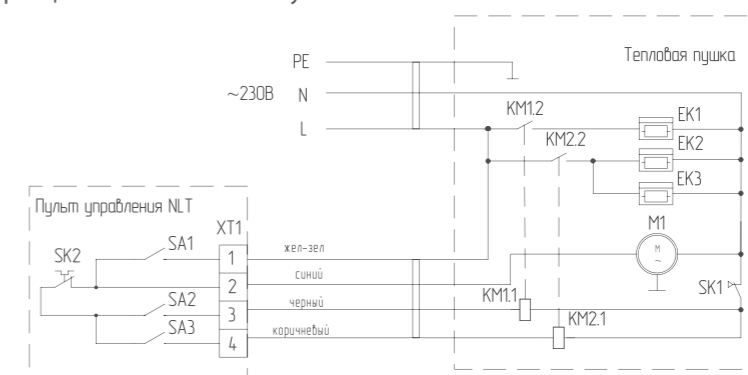 PE
Тепловая пушка
~230В N
KM1.2
EK1
L
KM2.2
EK2
EK3
Пульт управления NLT
XT1
M1
SA1
жел-зел
M
~
SK2
1
синий
2
SK1
SA2
черный
KM1.1
3
SA3
коричневый
KM2.1
4